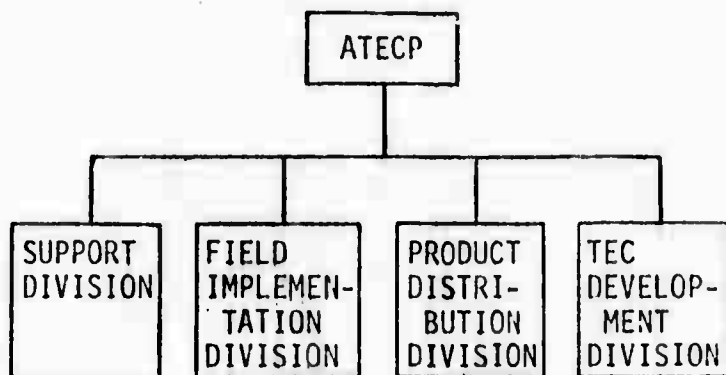 ATECP
SUPPORT
DIVISION
FIELD
IMPLEMEN-
TATION
DIVISION
PRODUCT
DISTRI-
BUTION
DIVISION
TEC
DEVELOP-
MENT
DIVISION